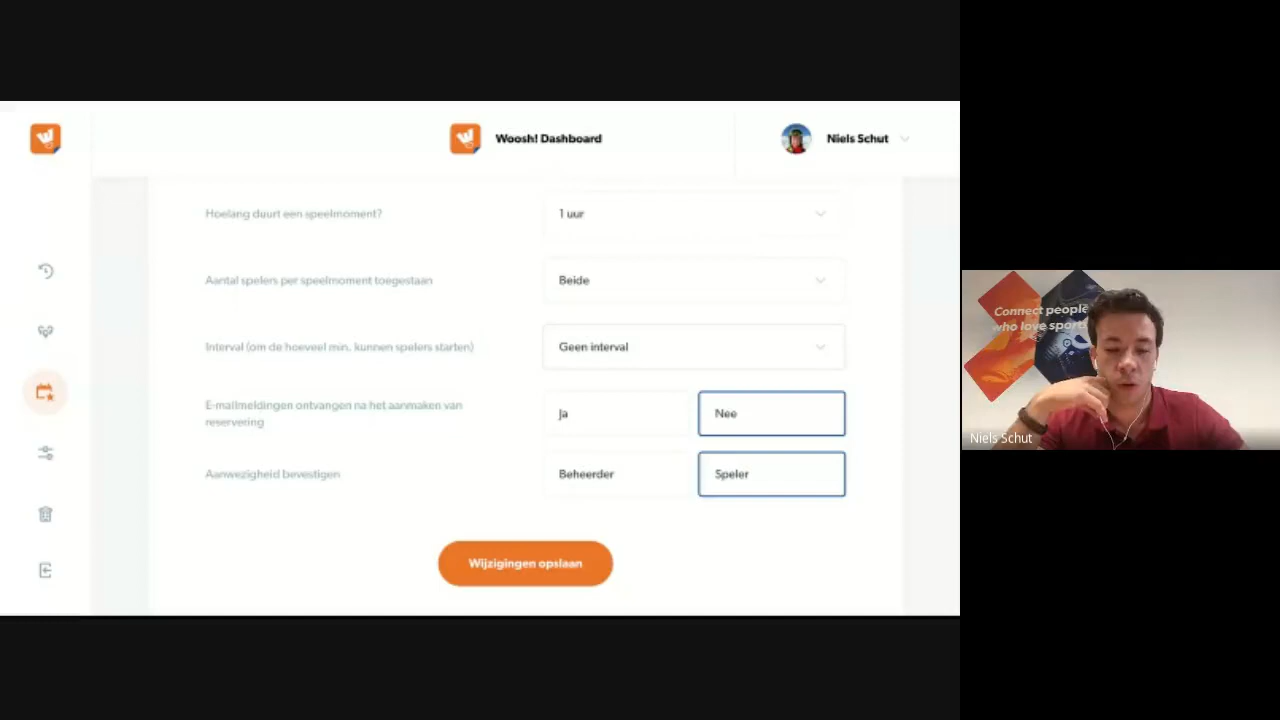 Woosh! Dashboard
Niels Schut
Hoelang duurt een speelmoment?
1 uur
Aantal spelers per speelmoment toegestaan
Beide
Interval (om de hoeveel min. kunnen spelers starten)
Geen interval
E-mailmeldingen ontvangen na het aanmaken van
reservering
Ja
Nee
Aanwezigheid bevestigen
Beheerder
Speler
Wijzigingen opslaan
Connect people
who love sport
Niels Schut